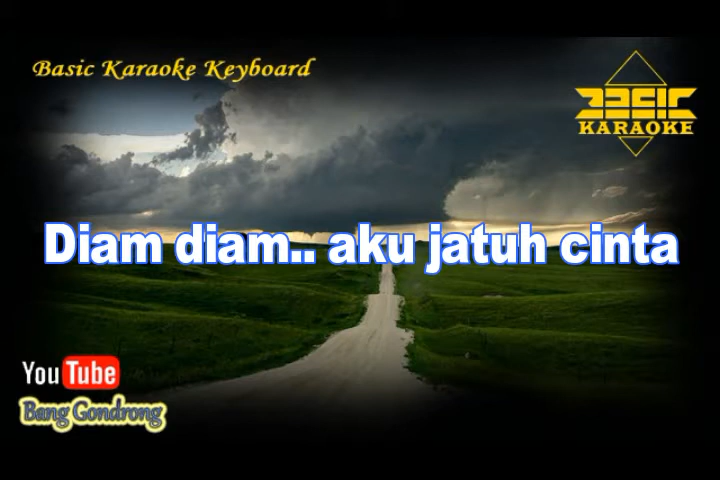 Basic Karaoke Keyboard
BASIC
KARAOKE
Diam diam.. aku jatuh cinta
YouTube
Bang Gondrong